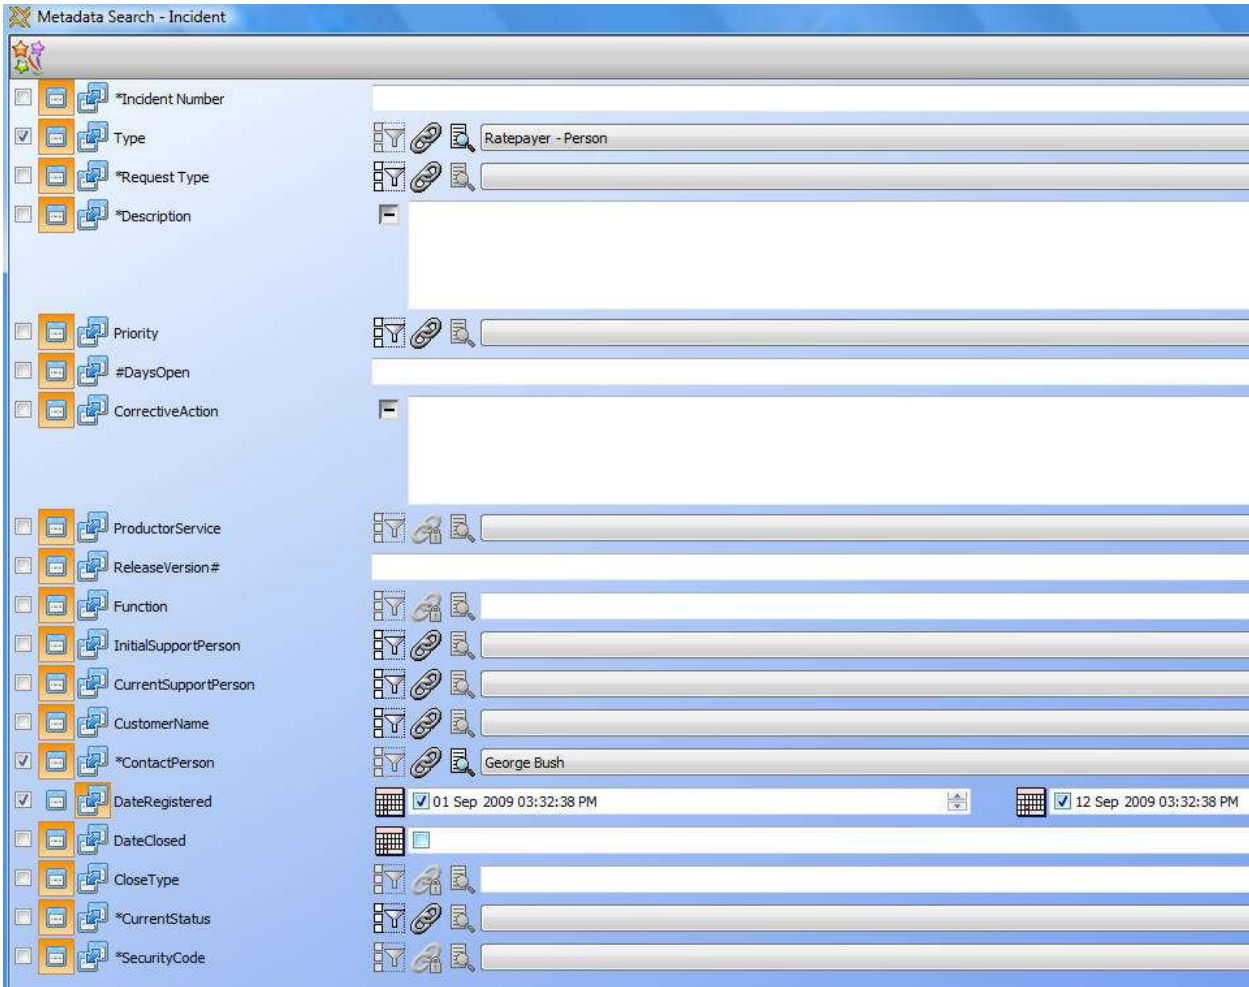 Metadata Search - Incident
*Incident Number
Type Ratepayer - Person
*Request Type
*Description
Priority
#DaysOpen
CorrectiveAction
ProductorService
ReleaseVersion#
Function
InitialSupportPerson
CurrentSupportPerson
CustomerName
*ContactPerson George Bush
DateRegistered 01 Sep 2009 03:32:38 PM 12 Sep 2009 03:32:38 PM
DateClosed
CloseType
*CurrentStatus
*SecurityCode